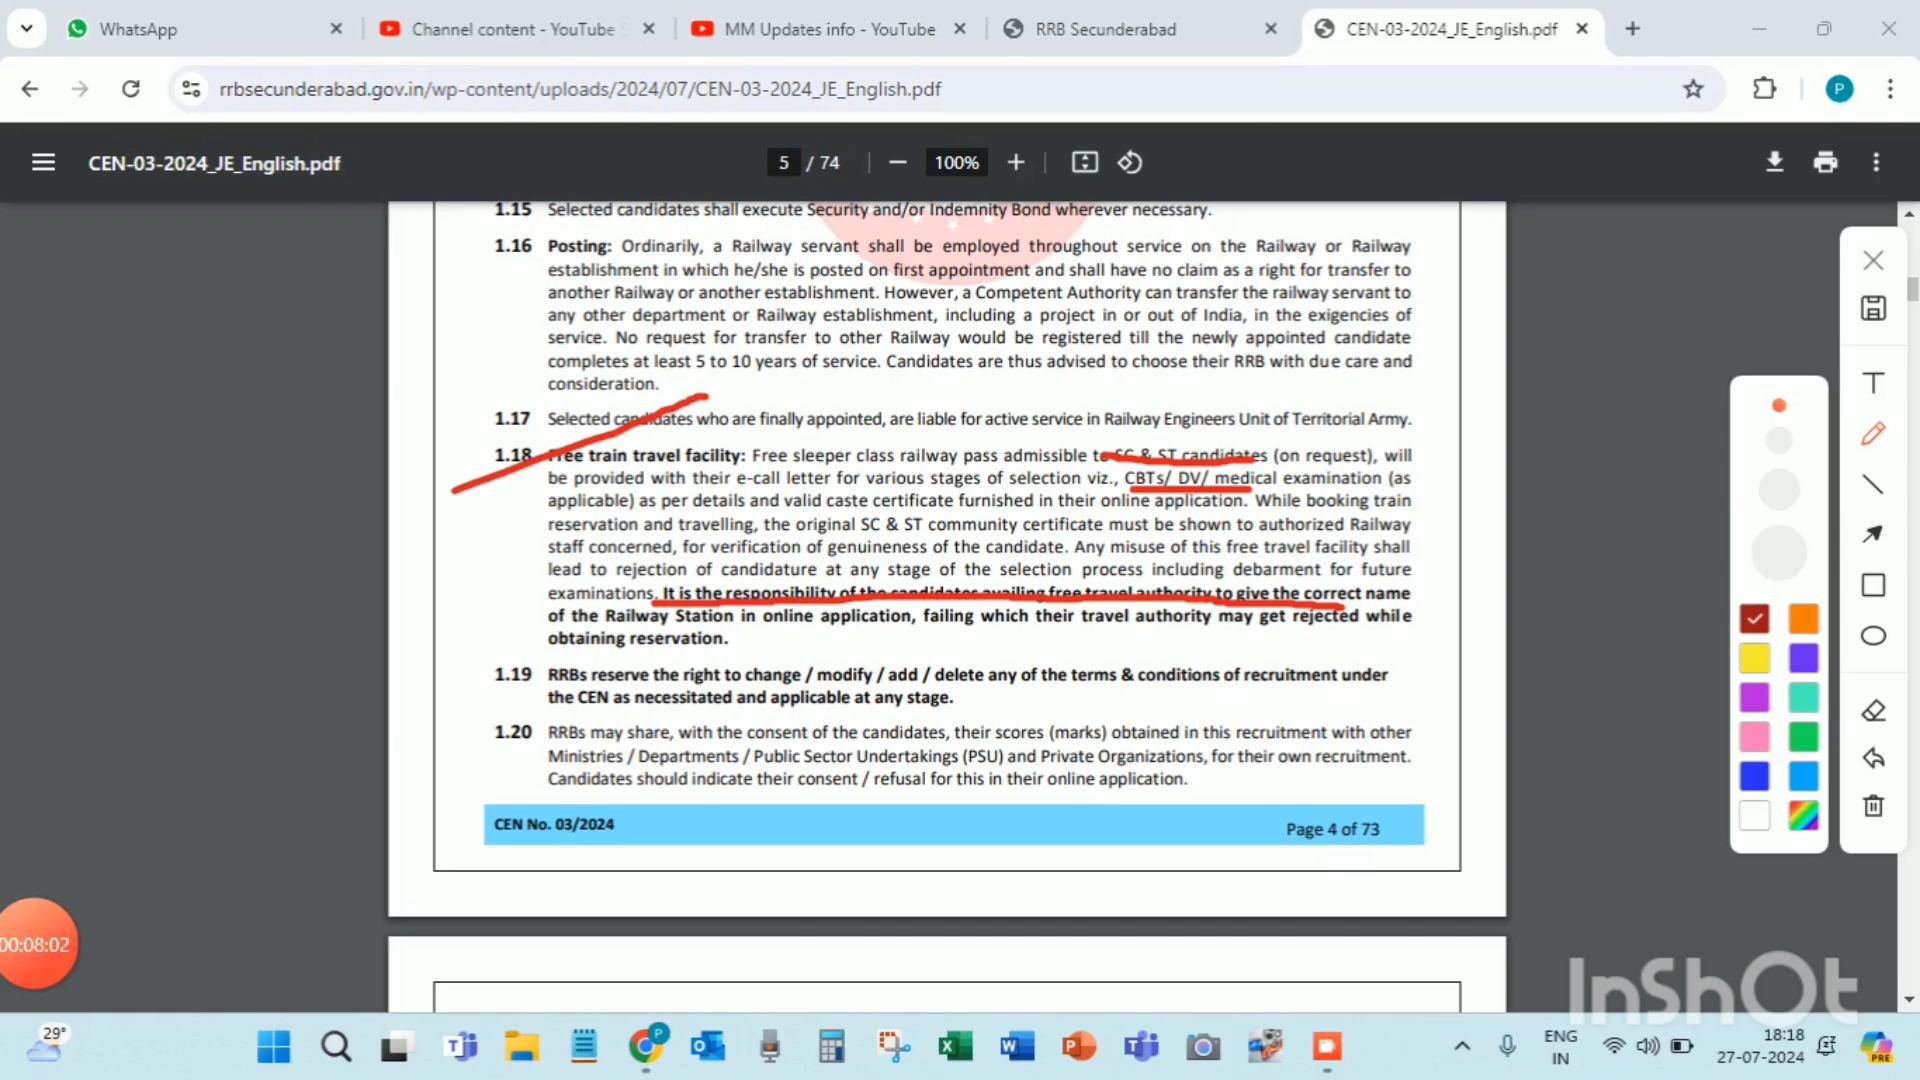 WhatsApp
Channel content - YouTube
MM Updates info - YouTube
RRB Secunderabad
CEN-03-2024_JE_English.pdf
rrbsecunderabad.gov.in/wp-content/uploads/2024/07/CEN-03-2024_JE_English.pdf
P
CEN-03-2024_JE_English.pdf
5 / 74
100%
1.15 Selected candidates shall execute Security and/or Indemnity Bond wherever necessary.
1.16 Posting: Ordinarily, a Railway servant shall be employed throughout service on the Railway or Railway
establishment in which he/she is posted on first appointment and shall have no claim as a right for transfer to
another Railway or another establishment. However, a Competent Authority can transfer the railway servant to
any other department or Railway establishment, including a project in or out of India, in the exigencies of
service. No request for transfer to other Railway would be registered till the newly appointed candidate
completes at least 5 to 10 years of service. Candidates are thus advised to choose their RRB with due care and
consideration.
1.17 Selected candidates who are finally appointed, are liable for active service in Railway Engineers Unit of Territorial Army.
1.18 Free train travel facility: Free sleeper class railway pass admissible to SC & ST candidates (on request), will
be provided with their e-call letter for various stages of selection viz., CBTs/ DV/ medical examination (as
applicable) as per details and valid caste certificate furnished in their online application. While booking train
reservation and travelling, the original SC & ST community certificate must be shown to authorized Railway
staff concerned, for verification of genuineness of the candidate. Any misuse of this free travel facility shall
lead to rejection of candidature at any stage of the selection process including debarment for future
examinations. It is the responsibility of the candidates availing free travel authority to give the correct name
of the Railway Station in online application, failing which their travel authority may get rejected while
obtaining reservation.
1.19 RRBs reserve the right to change / modify / add / delete any of the terms & conditions of recruitment under
the CEN as necessitated and applicable at any stage.
1.20 RRBs may share, with the consent of the candidates, their scores (marks) obtained in this recruitment with other
Ministries / Departments / Public Sector Undertakings (PSU) and Private Organizations, for their own recruitment.
Candidates should indicate their consent / refusal for this in their online application.
CEN No. 03/2024
Page 4 of 73
T
00:08:02
InShOt
29°
P
ENG
IN
18:18
27-07-2024
PRE